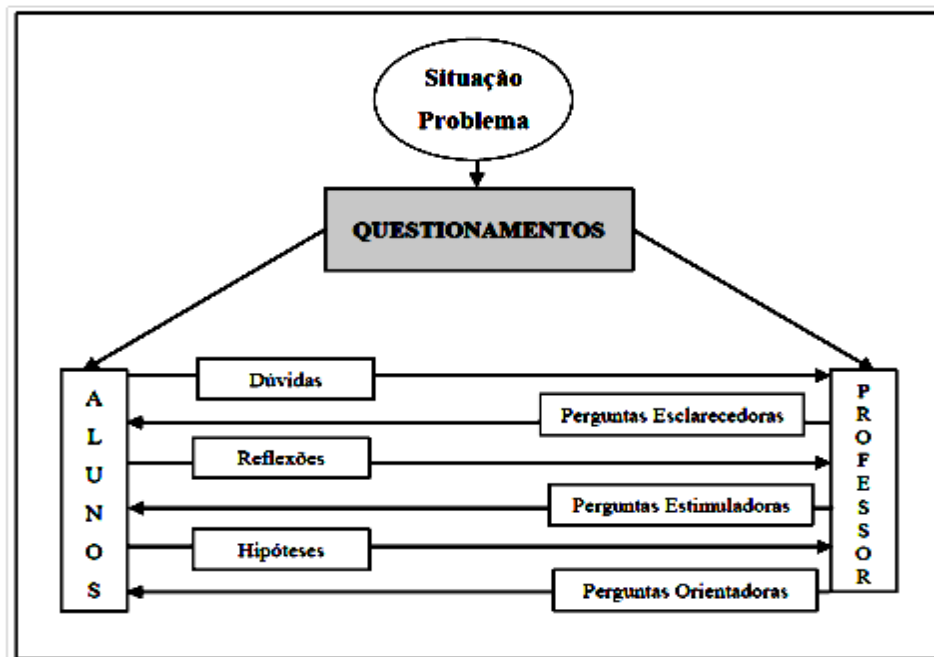 Situação
Problema
QUESTIONAMENTOS
ALUNOS
Dúvidas
Perguntas Esclarecedoras
Reflexões
Perguntas Estimuladoras
Hipóteses
Perguntas Orientadoras
PROFESSOR